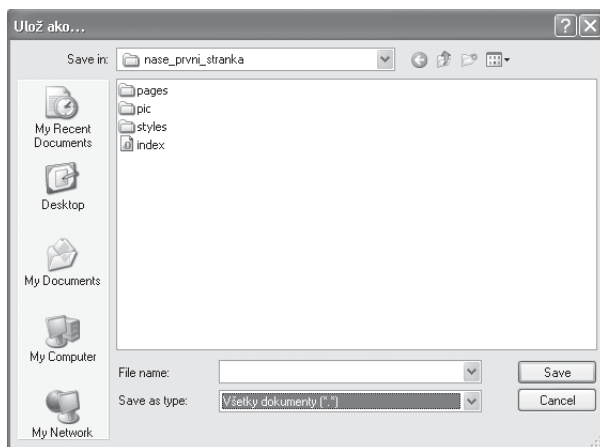 Ulož ako...
Save in: nase_prvni_stranka
My Recent
Documents
Desktop
My Documents
My Computer
My Network
pages
pic
styles
index
File name:
Save
Save as type: Všetky dokumenty (*.*)
Cancel